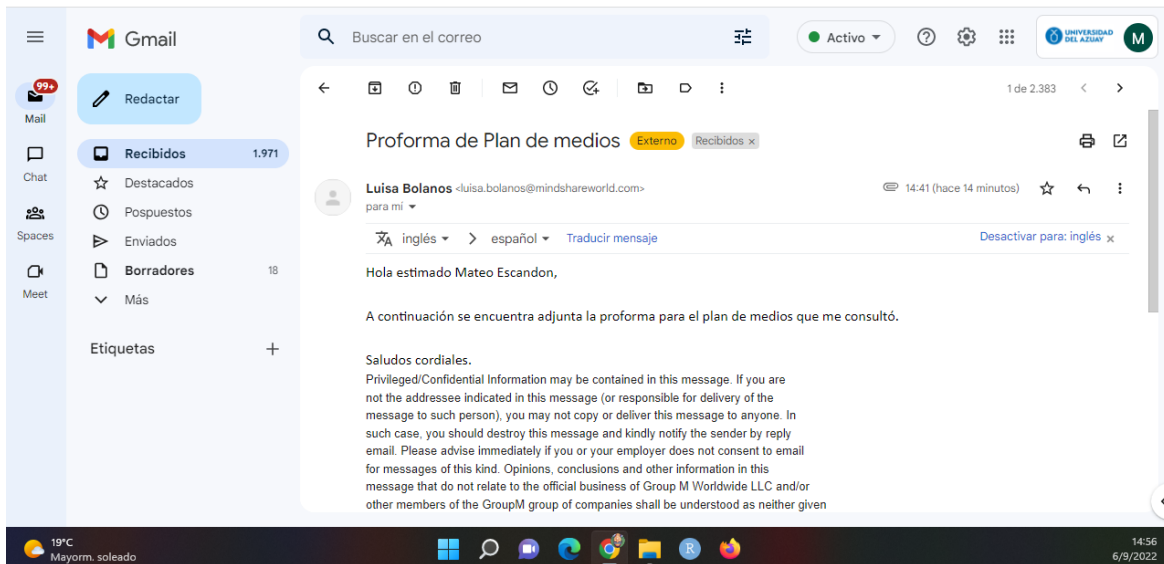 Gmail
Buscar en el correo
Activo
UNIVERSIDAD
DEL AZUAY
M
99+
Mail
Chat
Spaces
Meet
Redactar
Recibidos 1.971
Destacados
Pospuestos
Enviados
Borradores 18
Más
Etiquetas
1 de 2.383
Proforma de Plan de medios Externo Recibidos ×
Luisa Bolanos <luisa.bolanos@mindshareworld.com> 14:41 (hace 14 minutos)
para mí
inglés > español Traducir mensaje Desactivar para: inglés ×
Hola estimado Mateo Escandon,
A continuación se encuentra adjunta la proforma para el plan de medios que me consultó.
Saludos cordiales.
Privileged/Confidential Information may be contained in this message. If you are
not the addressee indicated in this message (or responsible for delivery of the
message to such person), you may not copy or deliver this message to anyone. In
such case, you should destroy this message and kindly notify the sender by reply
email. Please advise immediately if you or your employer does not consent to email
for messages of this kind. Opinions, conclusions and other information in this
message that do not relate to the official business of Group M Worldwide LLC and/or
other members of the GroupM group of companies shall be understood as neither given
19°C
Mayorm. soleado
R
14:56
6/9/2022